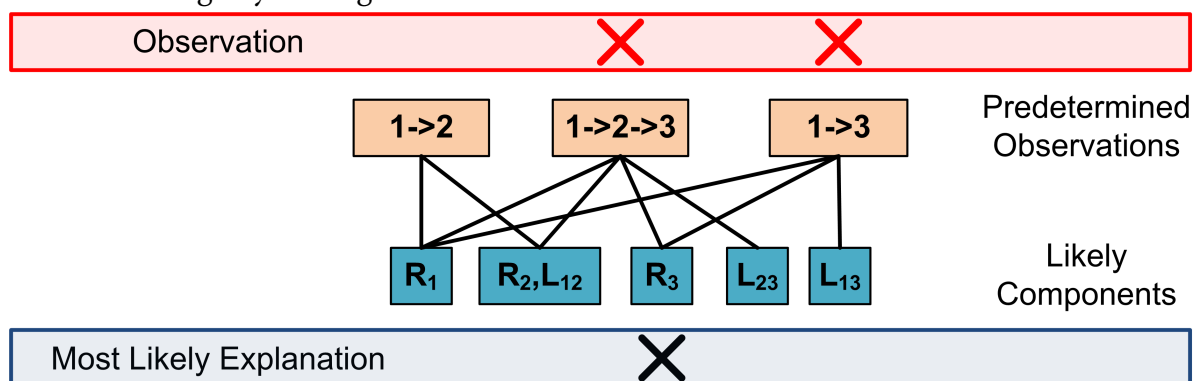 Observation
1->2
1->2->3
1->3
Predetermined
Observations
R₁
R₂,L₁₂
R₃
L₂₃
L₁₃
Likely
Components
Most Likely Explanation